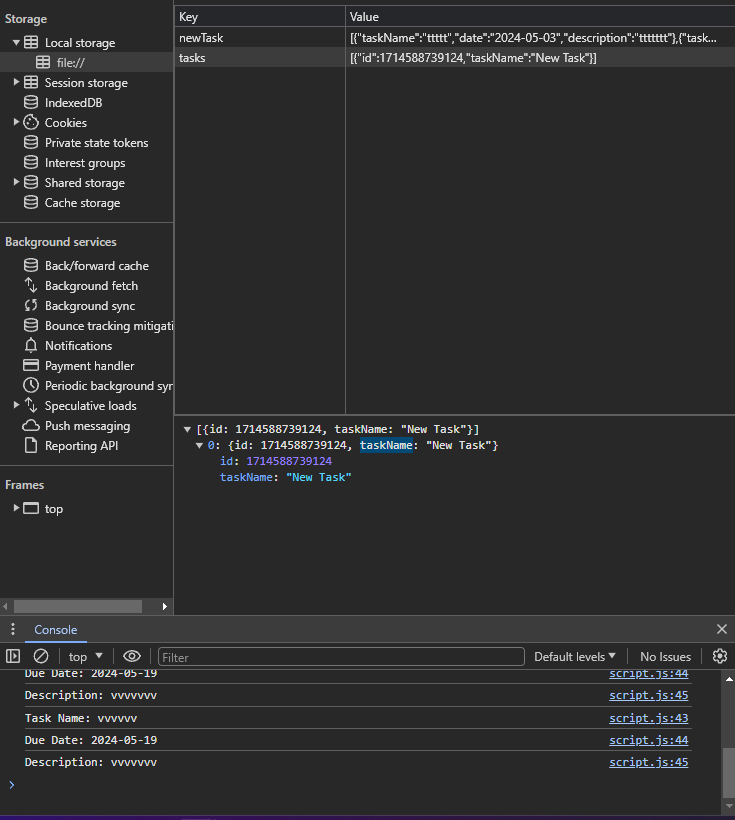 Storage
Local storage
file://
Session storage
IndexedDB
Cookies
Private state tokens
Interest groups
Shared storage
Cache storage
Background services
Back/forward cache
Background fetch
Background sync
Bounce tracking mitigati
Notifications
Payment handler
Periodic background syn
Speculative loads
Push messaging
Reporting API
Frames
top
Key Value
newTask [{"taskName":"ttttt","date":"2024-05-03","description":"ttttttt"},{"task...
tasks [{"id":1714588739124,"taskName":"New Task"}]
[{id: 1714588739124, taskName: "New Task"}]
0: {id: 1714588739124, taskName: "New Task"}
id: 1714588739124
taskName: "New Task"
Console
top Filter Default levels No Issues
Due Date: 2024-05-19 script.js:44
Description: vvvvvvv script.js:45
Task Name: vvvvvv script.js:43
Due Date: 2024-05-19 script.js:44
Description: vvvvvvv script.js:45